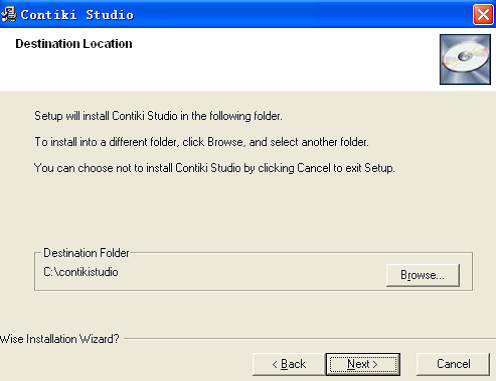 Contiki Studio
Destination Location
Setup will install Contiki Studio in the following folder.
To install into a different folder, click Browse, and select another folder.
You can choose not to install Contiki Studio by clicking Cancel to exit Setup.
Destination Folder
C:\contikistudio
Browse...
Wise Installation Wizard?
< Back
Next >
Cancel